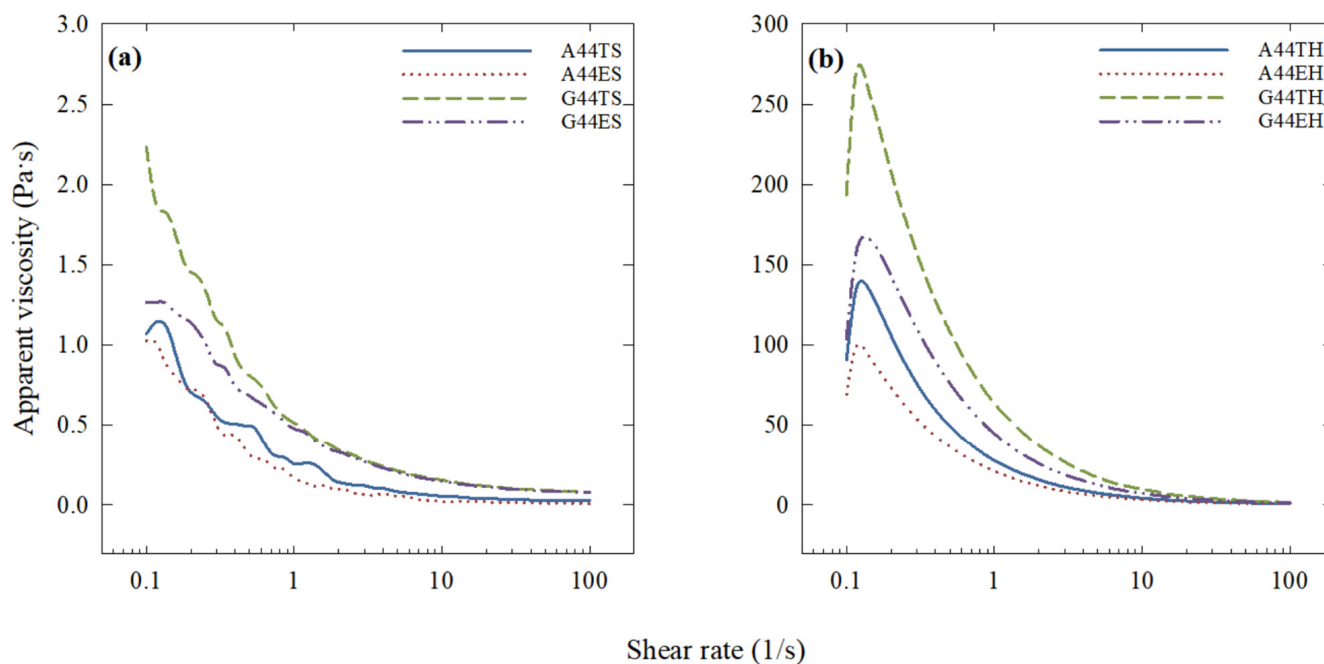 (a)
A44TS
A44ES
G44TS
G44ES
3.0
2.5
2.0
1.5
1.0
0.5
0.0
0.1
1
10
100
Apparent viscosity (Pa·s)
(b)
A44TH
A44EH
G44TH
G44EH
300
250
200
150
100
50
0
0.1
1
10
100
Shear rate (1/s)